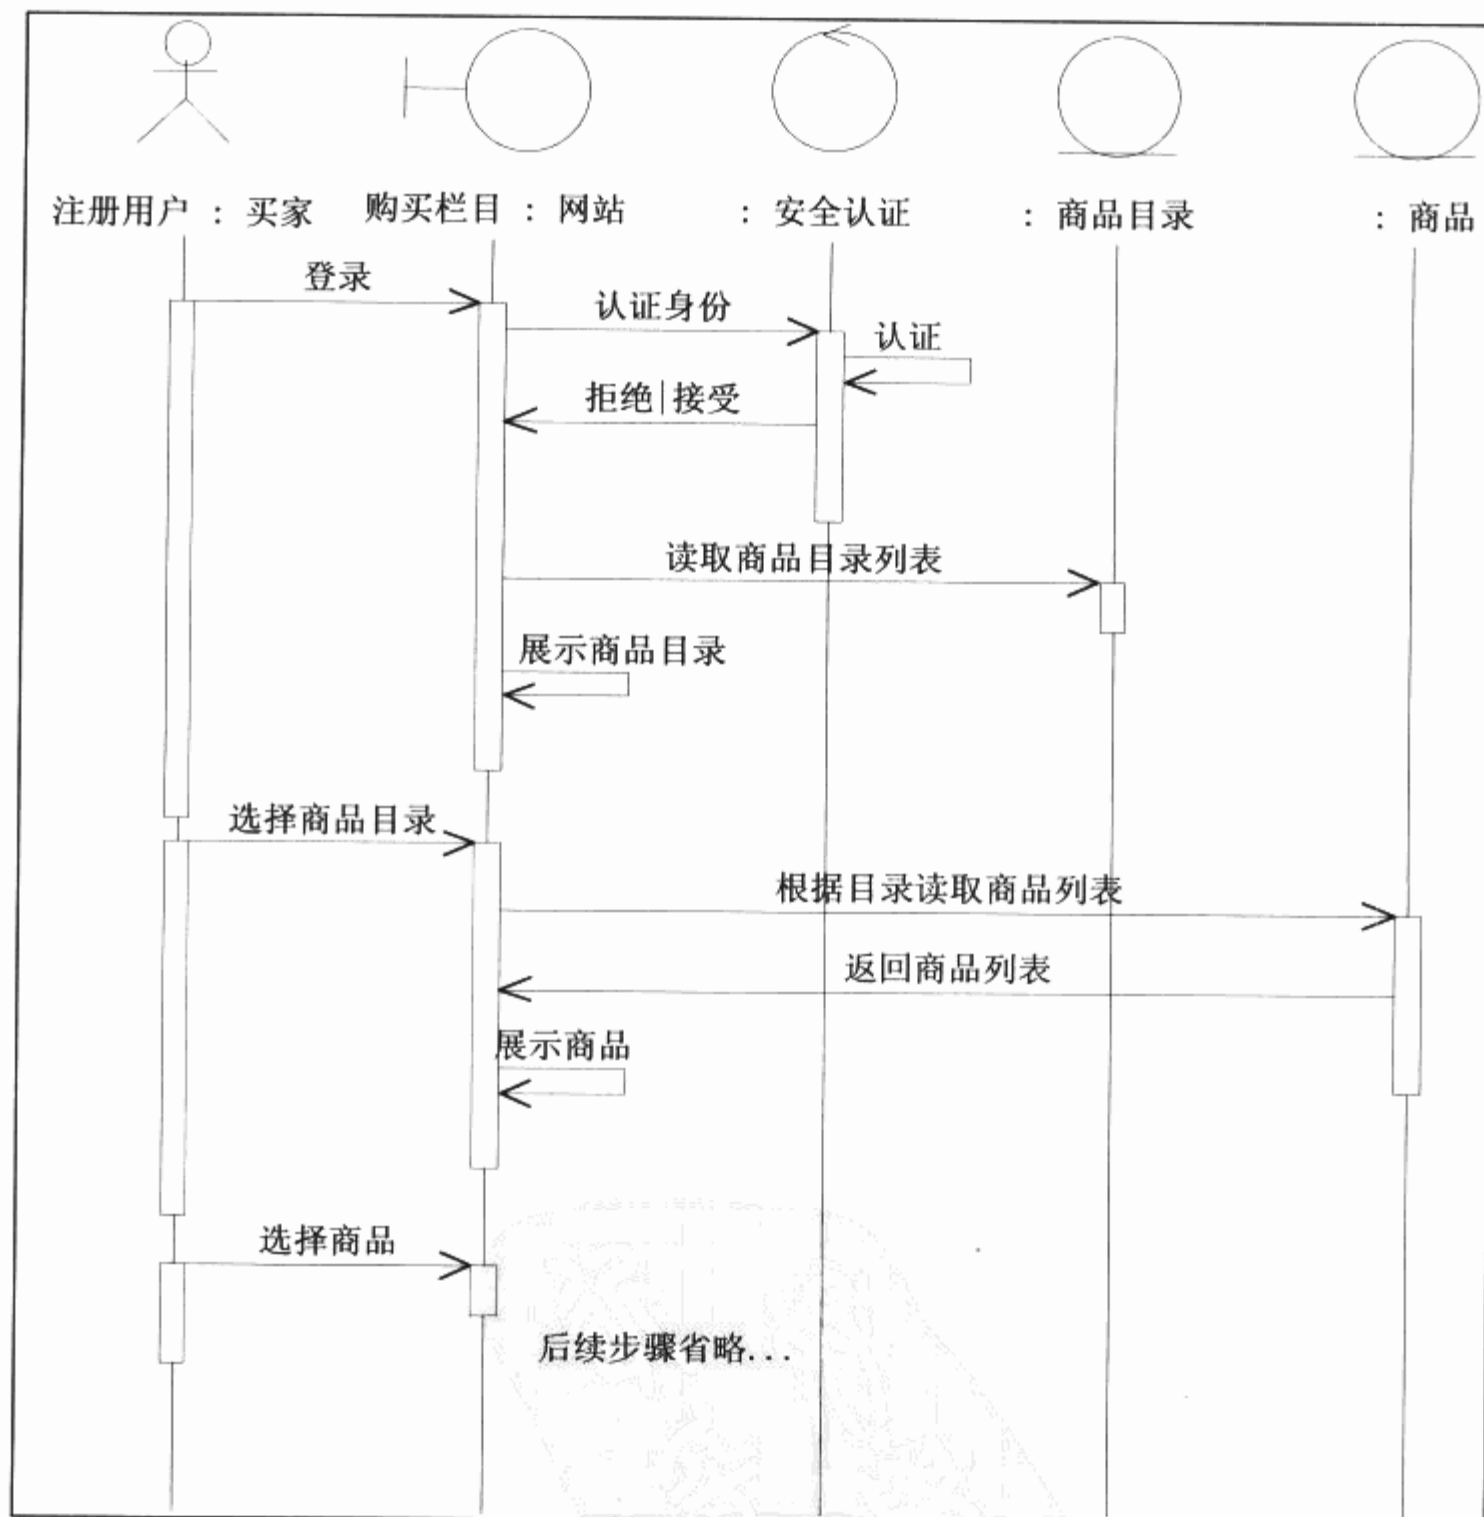 注册用户 : 买家
购买栏目 : 网站
: 安全认证
: 商品目录
: 商品
登录
认证身份
认证
拒绝|接受
读取商品目录列表
展示商品目录
选择商品目录
根据目录读取商品列表
返回商品列表
展示商品
选择商品
后续步骤省略...